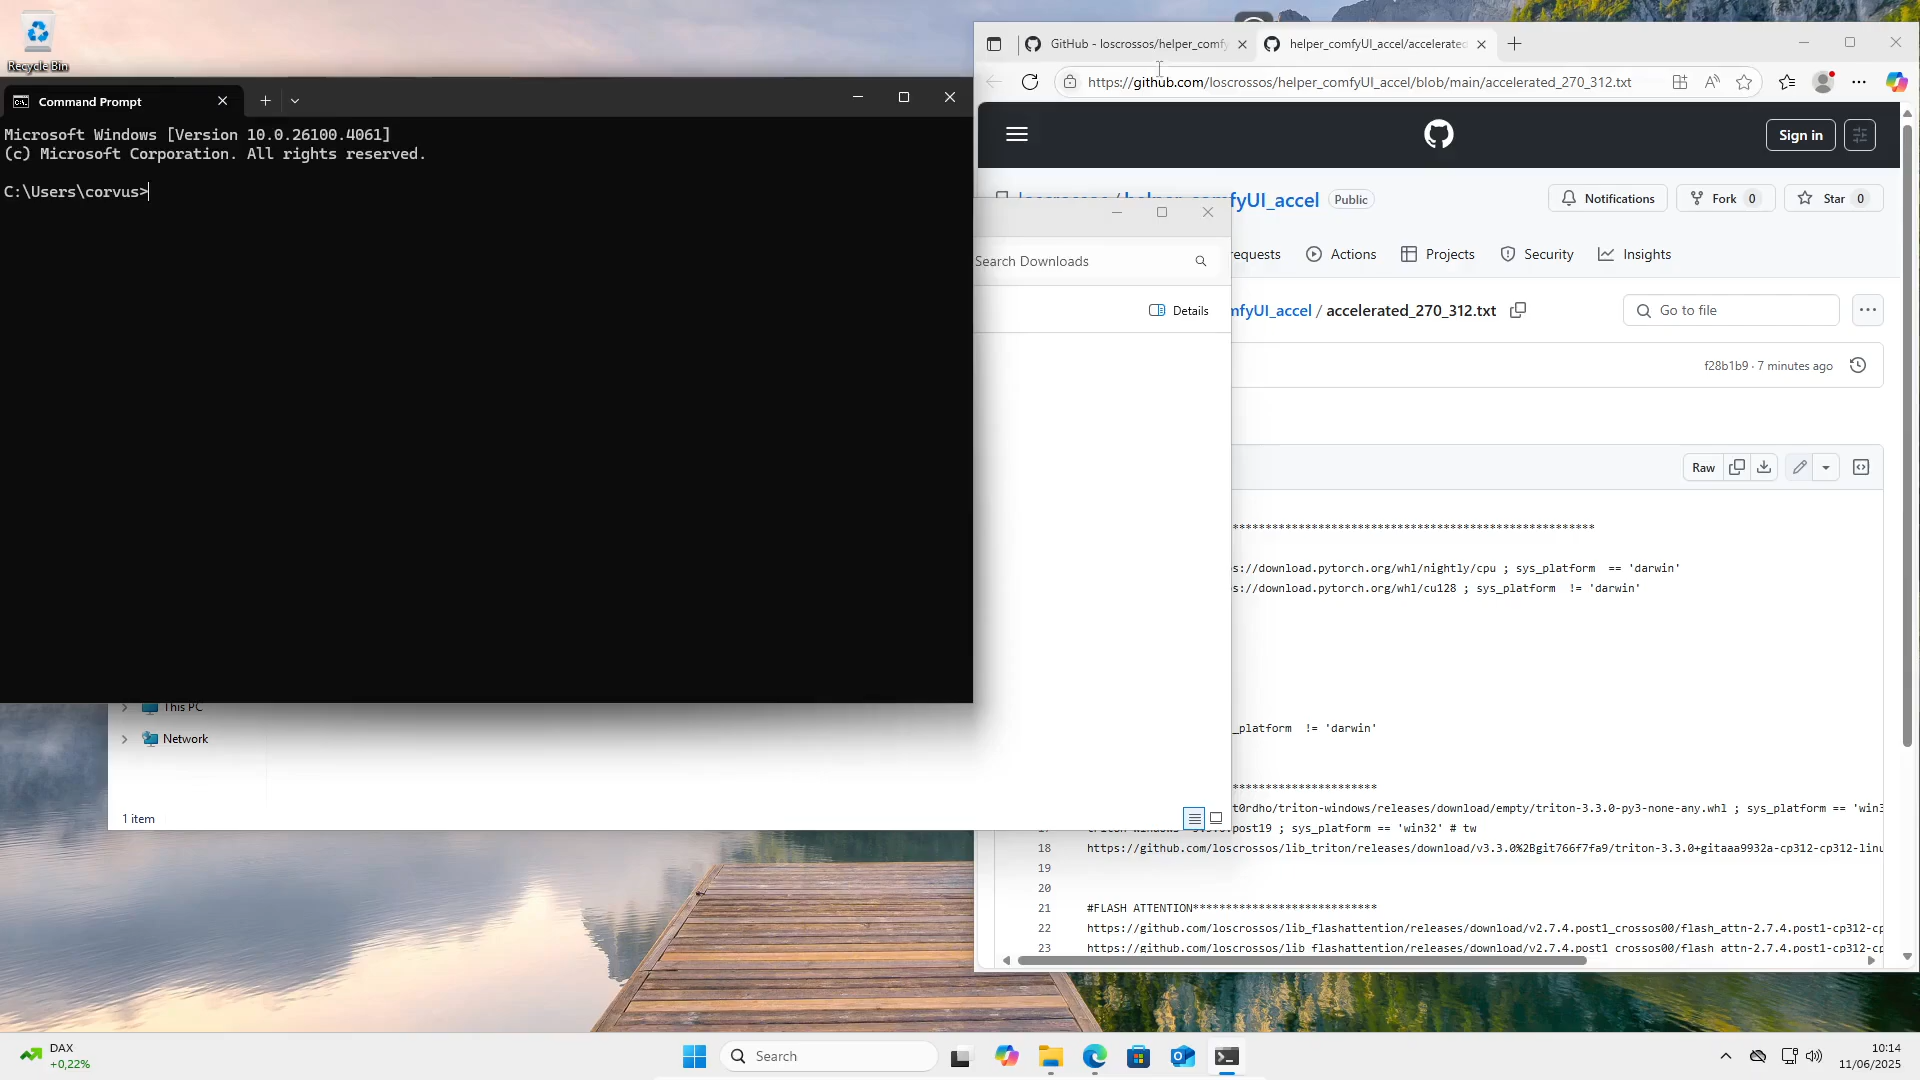 Recycle Bin
Command Prompt
Microsoft Windows [Version 10.0.26100.4061]
(c) Microsoft Corporation. All rights reserved.
C:\Users\corvus>
GitHub - loscrossos/helper_comfy
helper_comfyUI_accel/accelerated
https://github.com/loscrossos/helper_comfyUI_accel/blob/main/accelerated_270_312.txt
Sign in
fyUI_accel
Public
Notifications
Fork 0
Star 0
equests
Actions
Projects
Security
Insights
Search Downloads
Details
mfyUI_accel / accelerated_270_312.txt
Go to file
f28b1b9 · 7 minutes ago
Raw
*******************************************************
s://download.pytorch.org/whl/nightly/cpu ; sys_platform == 'darwin'
s://download.pytorch.org/whl/cu128 ; sys_platform != 'darwin'
_platform != 'darwin'
**********************
t0rdho/triton-windows/releases/download/empty/triton-3.3.0-py3-none-any.whl ; sys_platform == 'win3
post19 ; sys_platform == 'win32' # tw
18 https://github.com/loscrossos/lib_triton/releases/download/v3.3.0%2Bgit766f7fa9/triton-3.3.0+gitaaa9932a-cp312-cp312-linu
19
20
21 #FLASH ATTENTION****************************
22 https://github.com/loscrossos/lib_flashattention/releases/download/v2.7.4.post1_crossos00/flash_attn-2.7.4.post1-cp312-cp
23 https://github.com/loscrossos/lib_flashattention/releases/download/v2.7.4.post1_crossos00/flash_attn-2.7.4.post1-cp312-cp
This PC
Network
1 item
DAX
+0,22%
Search
10:14
11/06/2025